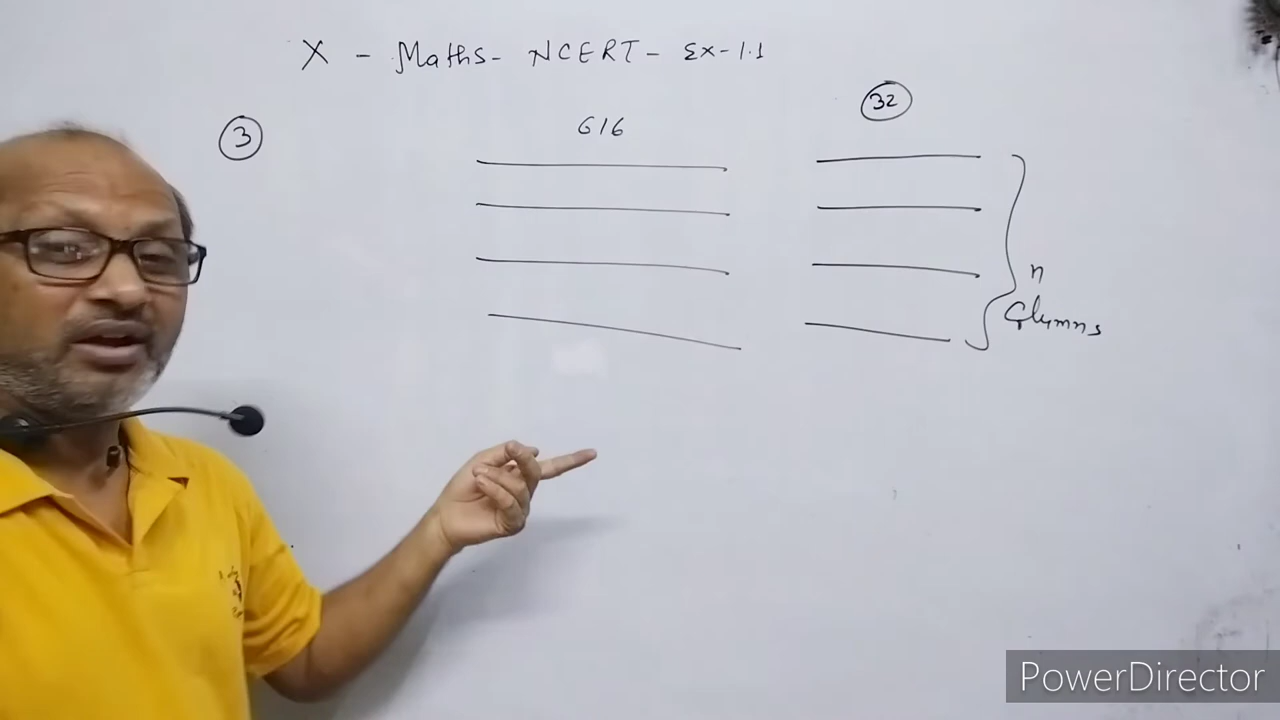 X - Maths - NCERT - Ex-1.1
3
616
32
n
Columns
PowerDirector